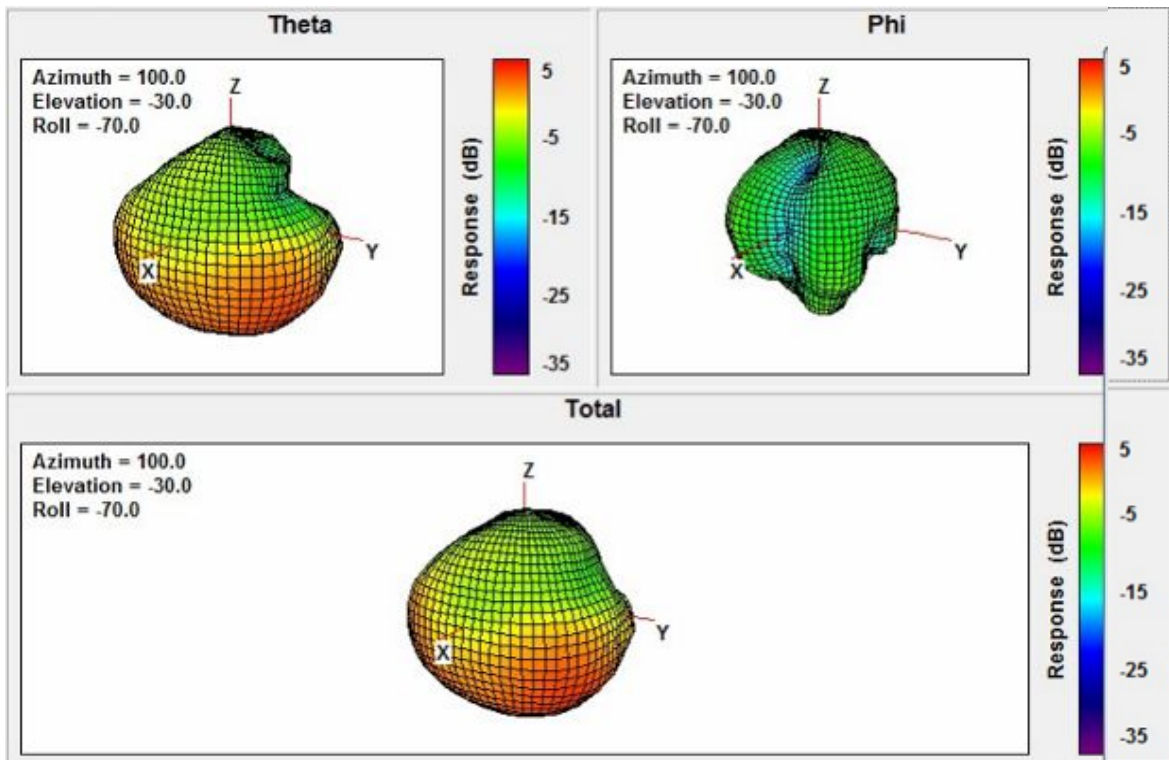 Theta
Azimuth = 100.0
Elevation = -30.0
Roll = -70.0
Z
X
Y
Response (dB)
5
-5
-15
-25
-35
Phi
Azimuth = 100.0
Elevation = -30.0
Roll = -70.0
Z
X
Y
Response (dB)
5
-5
-15
-25
-35
Total
Azimuth = 100.0
Elevation = -30.0
Roll = -70.0
Z
X
Y
Response (dB)
5
-5
-15
-25
-35